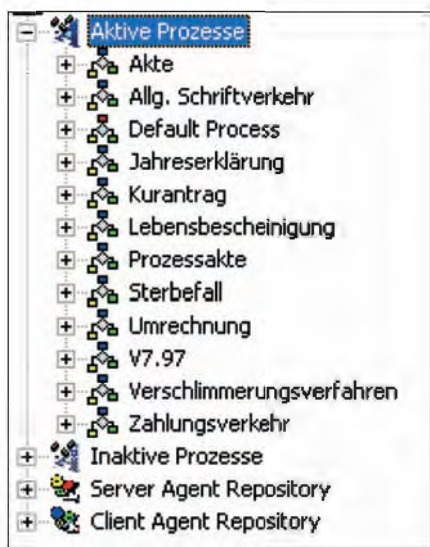 Aktive Prozesse
Akte
Allg. Schriftverkehr
Default Process
Jahreserklärung
Kurantrag
Lebensbescheinigung
Prozessakte
Sterbefall
Umrechnung
V7.97
Verschlimmerungsverfahren
Zahlungsverkehr
Inaktive Prozesse
Server Agent Repository
Client Agent Repository